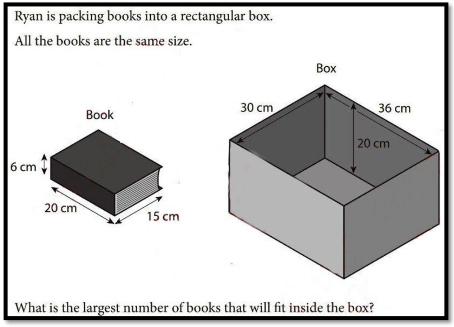 Ryan is packing books into a rectangular box.
All the books are the same size.
Box
30 cm
36 cm
Book
20 cm
6 cm
20 cm
15 cm
What is the largest number of books that will fit inside the box?